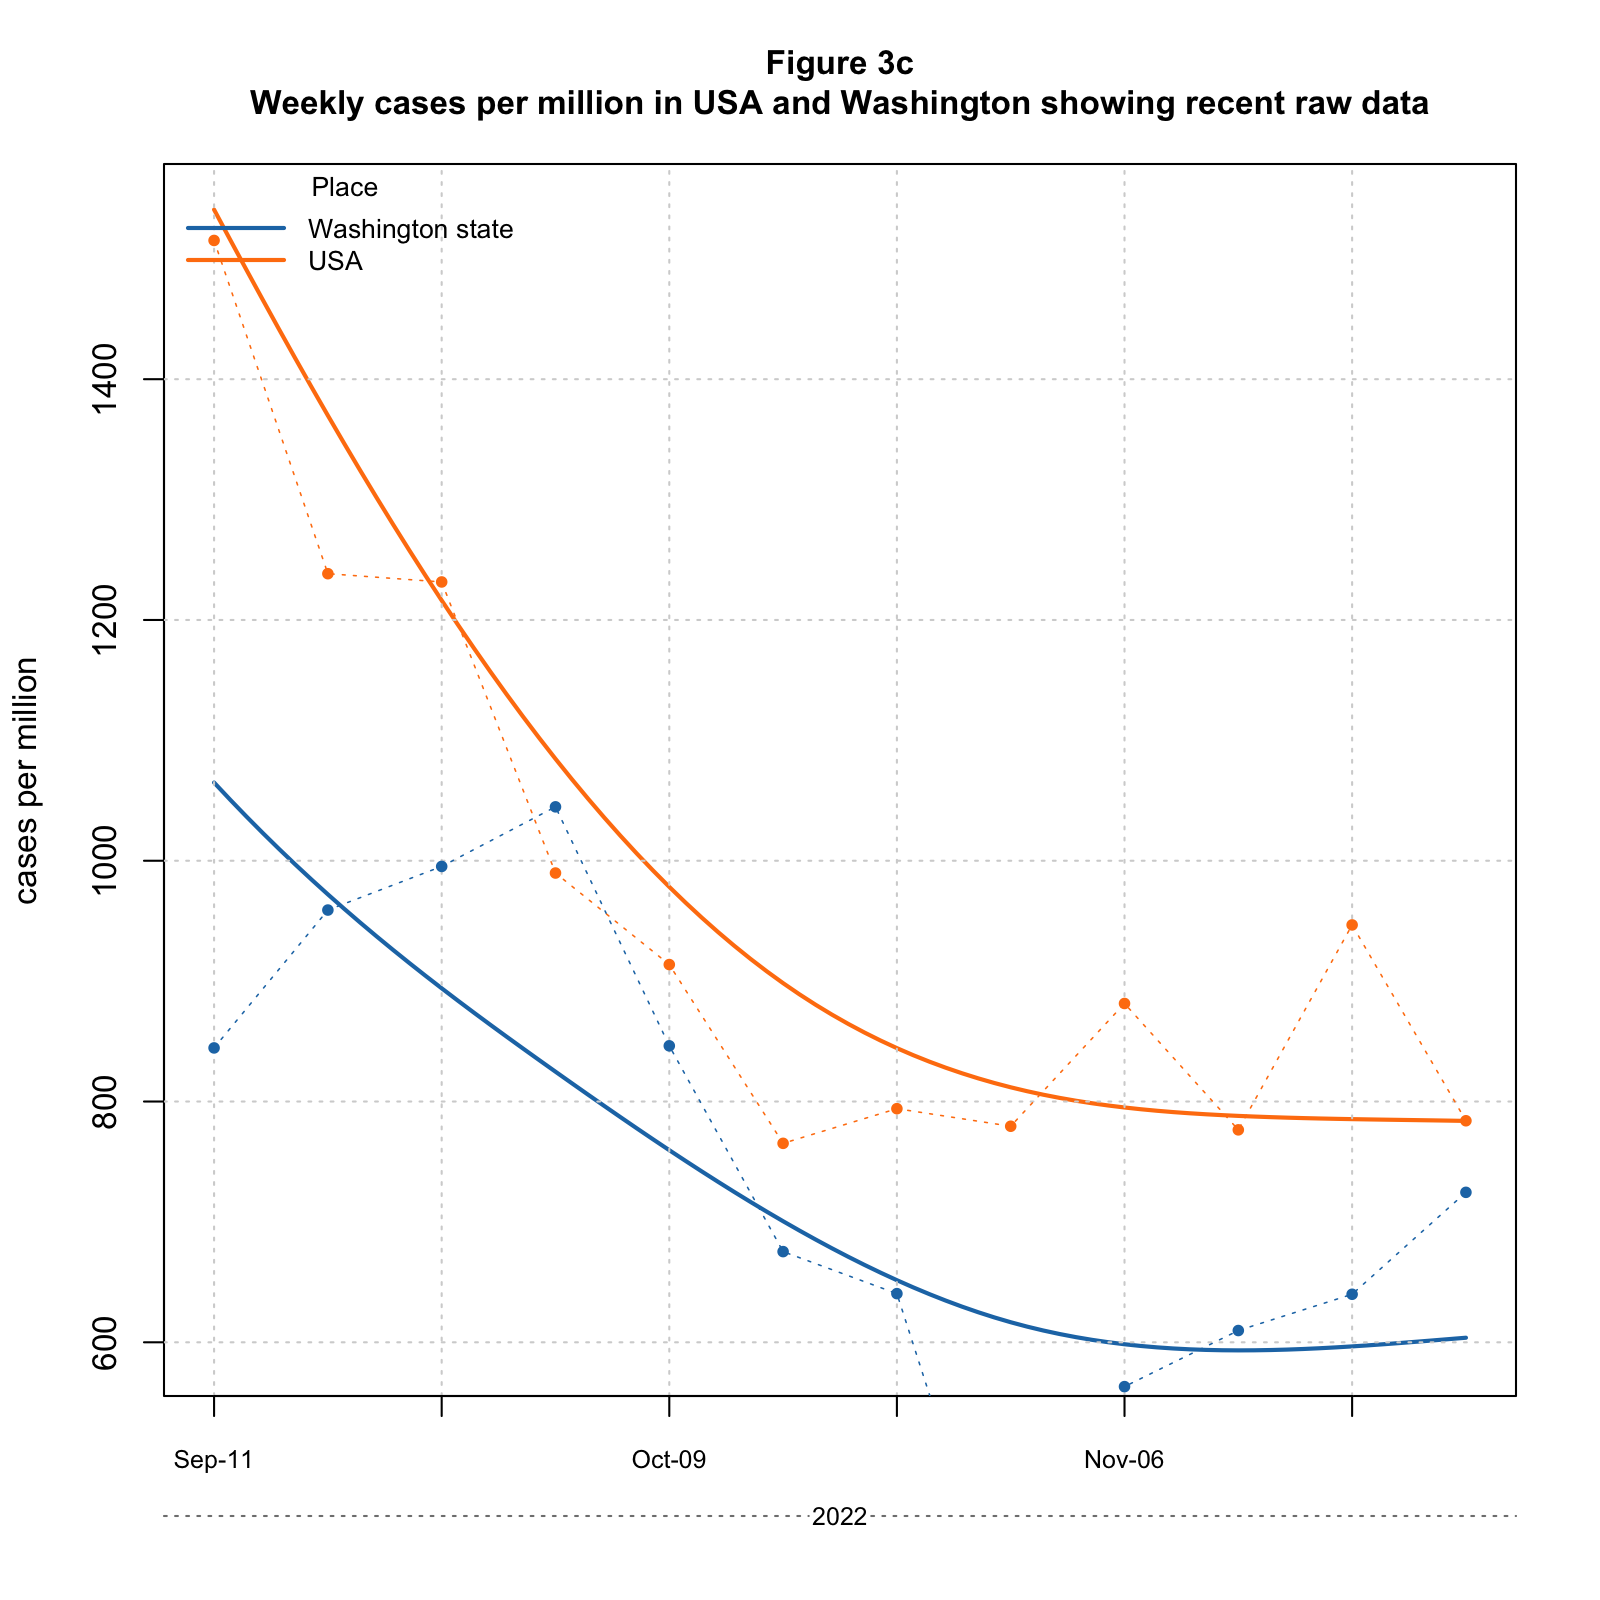 Figure 3c
Weekly cases per million in USA and Washington showing recent raw data
Place
Washington state
USA
cases per million
1400
1200
1000
800
600
Sep-11
Oct-09
Nov-06
2022